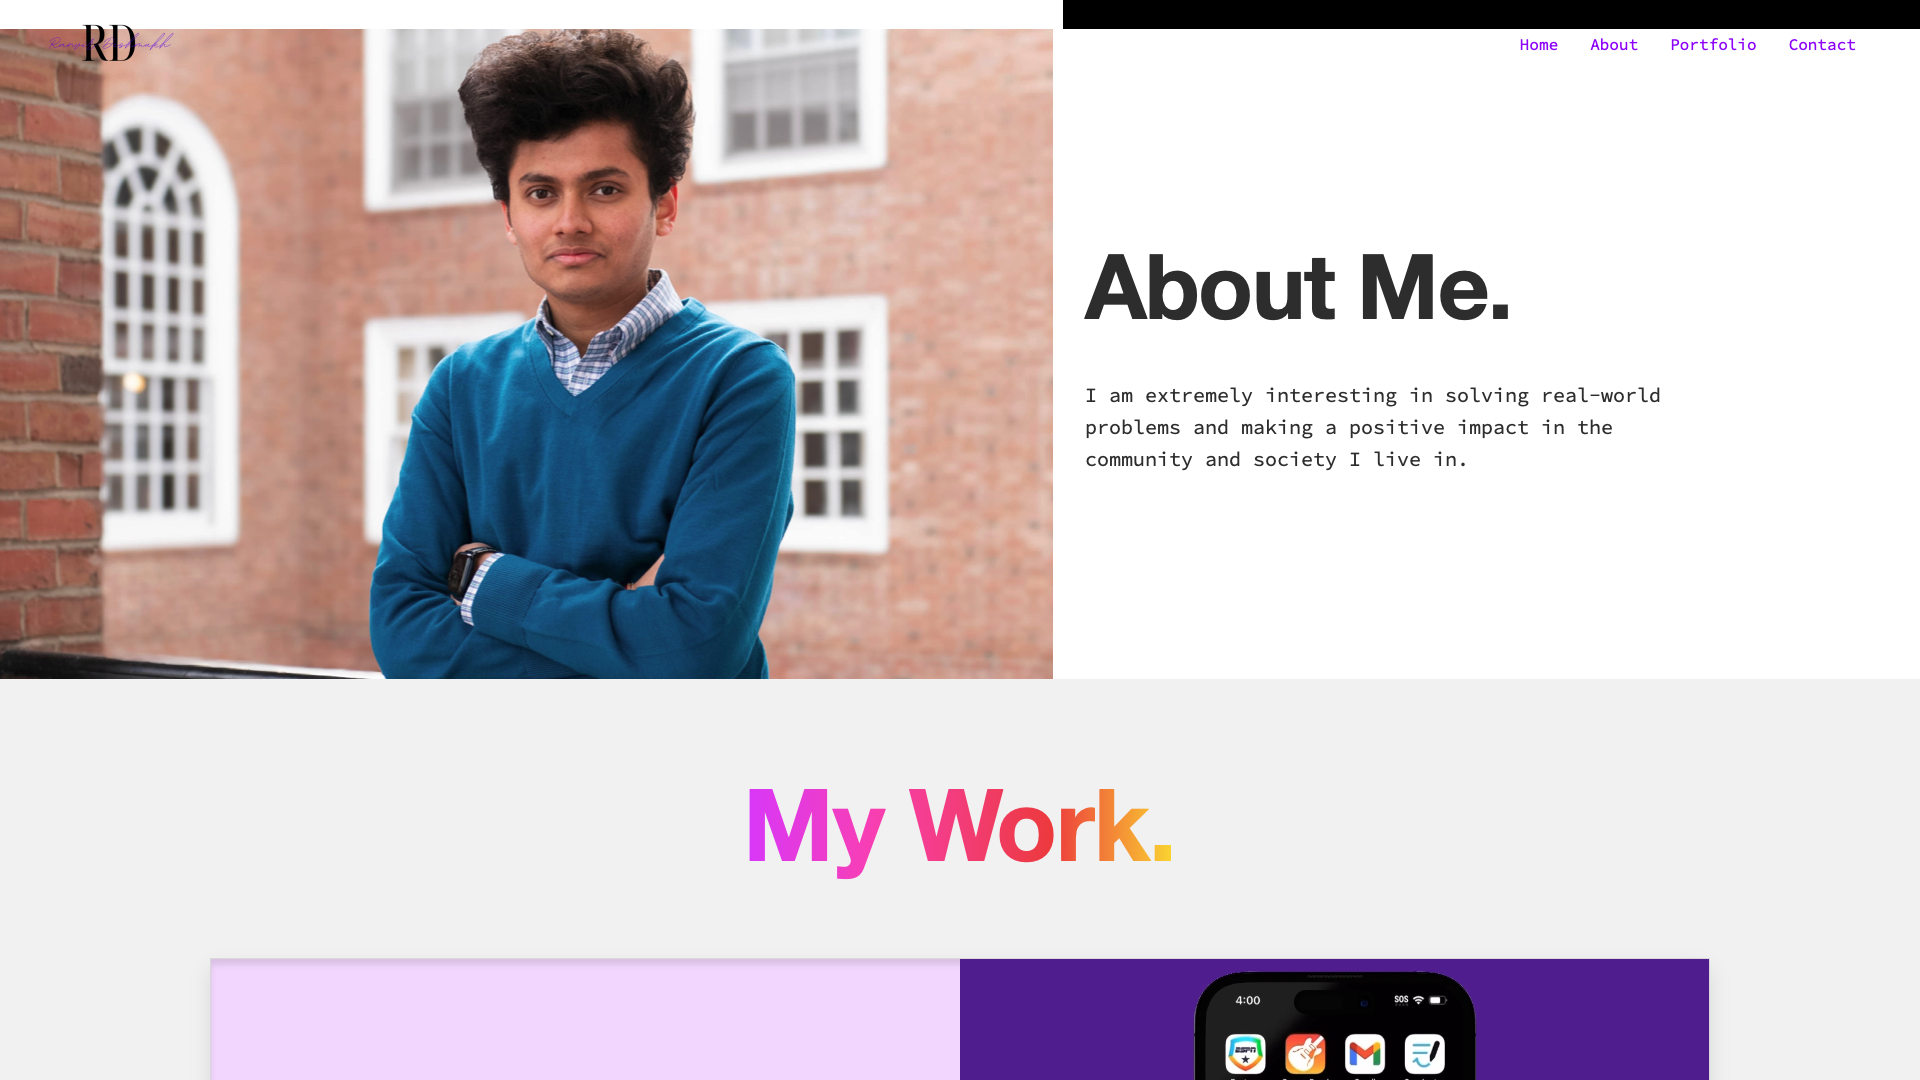 RD
Home About Portfolio Contact
About Me.
I am extremely interesting in solving real-world
problems and making a positive impact in the
community and society I live in.
My Work.
4:00
SOS
ESPN